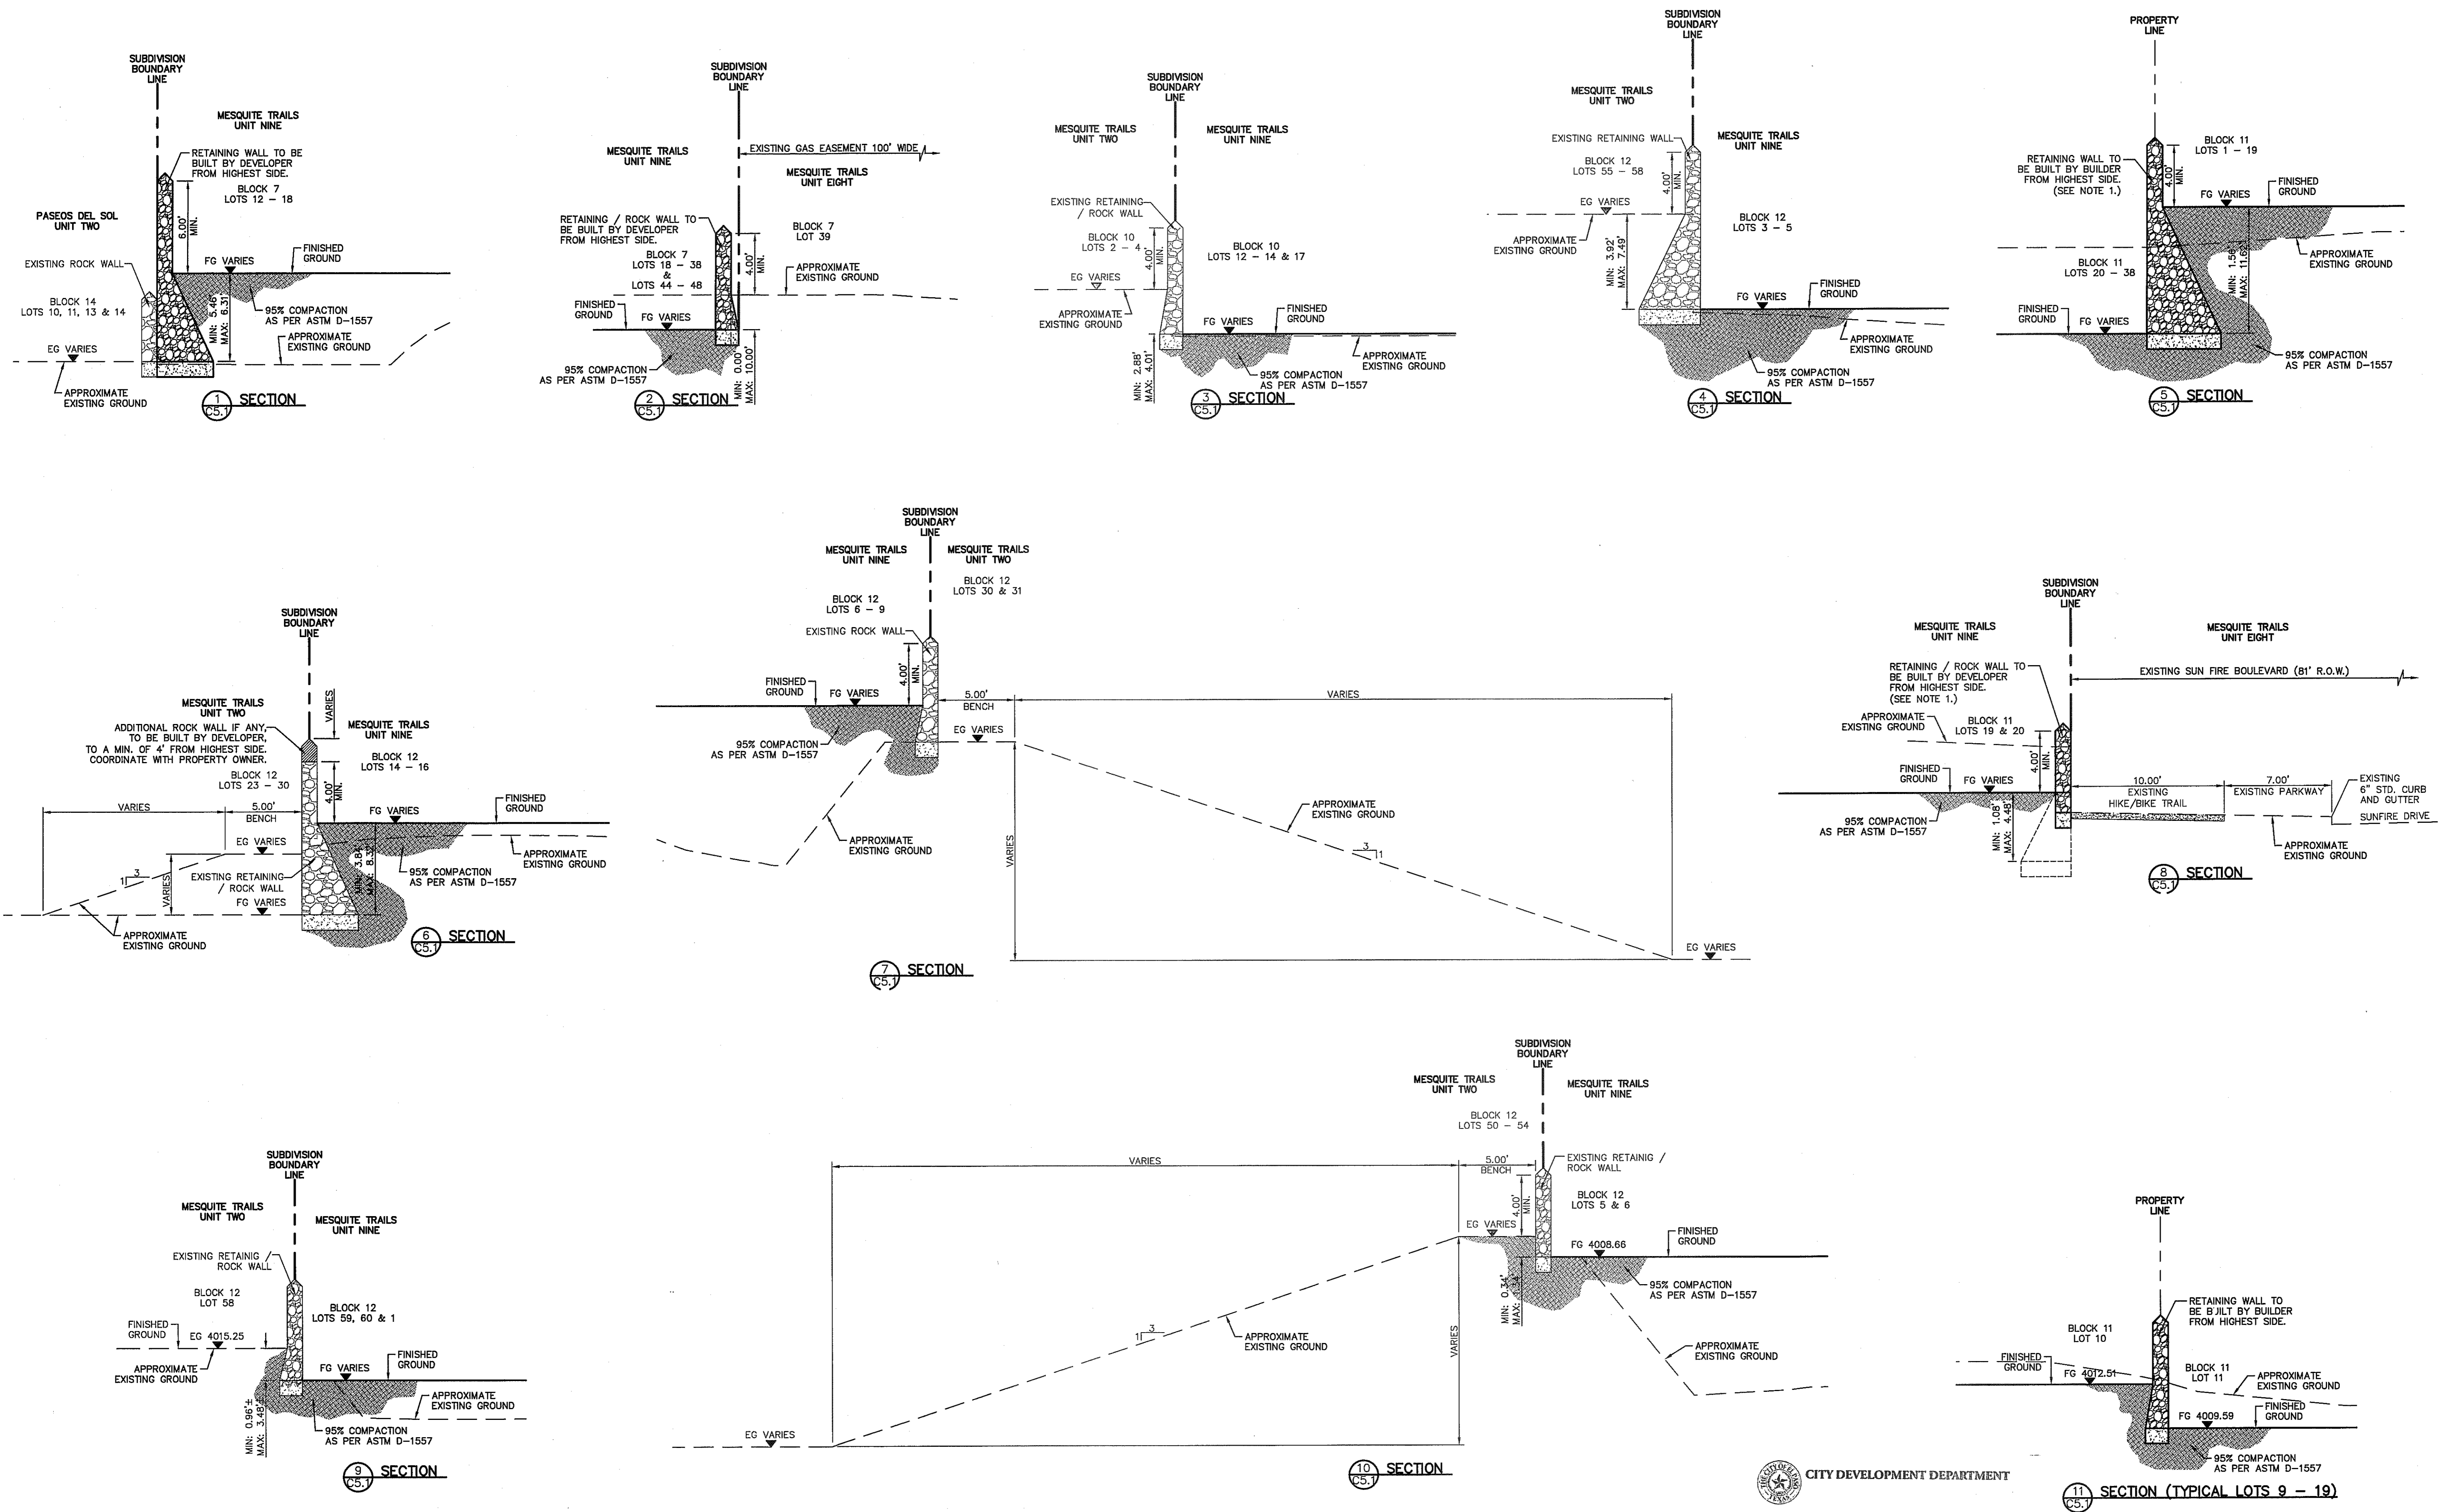 SUBDIVISION
BOUNDARY
LINE
MESQUITE TRAILS
UNIT NINE
RETAINING WALL TO BE
BUILT BY DEVELOPER
FROM HIGHEST SIDE.
BLOCK 7
LOTS 12 – 18
6.00'
MIN.
PASEOS DEL SOL
UNIT TWO
EXISTING ROCK WALL
BLOCK 14
LOTS 10, 11, 13 & 14
FG VARIES
FINISHED
GROUND
MIN: 5.46'
MAX: 6.31'
95% COMPACTION
AS PER ASTM D-1557
APPROXIMATE
EXISTING GROUND
EG VARIES
APPROXIMATE
EXISTING GROUND
1
C5.1
SECTION
SUBDIVISION
BOUNDARY
LINE
MESQUITE TRAILS
UNIT NINE
EXISTING GAS EASEMENT 100' WIDE
MESQUITE TRAILS
UNIT EIGHT
RETAINING / ROCK WALL TO
BE BUILT BY DEVELOPER
FROM HIGHEST SIDE.
BLOCK 7
LOTS 18 – 38
&
LOTS 44 – 48
BLOCK 7
LOT 39
4.00'
MIN.
APPROXIMATE
EXISTING GROUND
FINISHED
GROUND
FG VARIES
95% COMPACTION
AS PER ASTM D-1557
MIN: 0.00'
MAX: 10.00'
2
C5.1
SECTION
SUBDIVISION
BOUNDARY
LINE
MESQUITE TRAILS
UNIT TWO
MESQUITE TRAILS
UNIT NINE
EXISTING RETAINING
/ ROCK WALL
BLOCK 10
LOTS 2 – 4
4.00'
MIN.
BLOCK 10
LOTS 12 – 14 & 17
EG VARIES
APPROXIMATE
EXISTING GROUND
FG VARIES
FINISHED
GROUND
MIN: 2.88'
MAX: 4.01'
APPROXIMATE
EXISTING GROUND
95% COMPACTION
AS PER ASTM D-1557
3
C5.1
SECTION
SUBDIVISION
BOUNDARY
LINE
MESQUITE TRAILS
UNIT TWO
EXISTING RETAINING WALL
MESQUITE TRAILS
UNIT NINE
BLOCK 12
LOTS 55 – 58
4.00'
MIN.
EG VARIES
BLOCK 12
LOTS 3 – 5
APPROXIMATE
EXISTING GROUND
MIN: 3.92'
MAX: 7.49'
FG VARIES
FINISHED
GROUND
APPROXIMATE
EXISTING GROUND
95% COMPACTION
AS PER ASTM D-1557
4
C5.1
SECTION
PROPERTY
LINE
RETAINING WALL TO
BE BUILT BY BUILDER
FROM HIGHEST SIDE.
(SEE NOTE 1.)
BLOCK 11
LOTS 1 – 19
4.00'
MIN.
FG VARIES
FINISHED
GROUND
APPROXIMATE
EXISTING GROUND
BLOCK 11
LOTS 20 – 38
FINISHED
GROUND
FG VARIES
95% COMPACTION
AS PER ASTM D-1557
5
C5.1
SECTION
SUBDIVISION
BOUNDARY
LINE
MESQUITE TRAILS
UNIT TWO
VARIES
ADDITIONAL ROCK WALL IF ANY,
TO BE BUILT BY DEVELOPER,
TO A MIN. OF 4' FROM HIGHEST SIDE.
COORDINATE WITH PROPERTY OWNER.
MESQUITE TRAILS
UNIT NINE
BLOCK 12
LOTS 14 – 16
BLOCK 12
LOTS 23 – 30
4.00'
MIN.
VARIES
5.00'
BENCH
FG VARIES
FINISHED
GROUND
EG VARIES
VARIES
3
1
EXISTING RETAINING
/ ROCK WALL
FG VARIES
APPROXIMATE
EXISTING GROUND
95% COMPACTION
AS PER ASTM D-1557
APPROXIMATE
EXISTING GROUND
6
C5.1
SECTION
SUBDIVISION
BOUNDARY
LINE
MESQUITE TRAILS
UNIT NINE
MESQUITE TRAILS
UNIT TWO
BLOCK 12
LOTS 30 & 31
BLOCK 12
LOTS 6 – 9
EXISTING ROCK WALL
4.00'
MIN.
FINISHED
GROUND
FG VARIES
5.00'
BENCH
VARIES
EG VARIES
95% COMPACTION
AS PER ASTM D-1557
APPROXIMATE
EXISTING GROUND
APPROXIMATE
EXISTING GROUND
VARIES
3
1
EG VARIES
7
C5.1
SECTION
SUBDIVISION
BOUNDARY
LINE
MESQUITE TRAILS
UNIT NINE
MESQUITE TRAILS
UNIT EIGHT
RETAINING / ROCK WALL TO
BE BUILT BY DEVELOPER
FROM HIGHEST SIDE.
(SEE NOTE 1.)
EXISTING SUN FIRE BOULEVARD (81' R.O.W.)
APPROXIMATE
EXISTING GROUND
BLOCK 11
LOTS 19 & 20
4.00'
MIN.
FINISHED
GROUND
FG VARIES
10.00'
EXISTING
HIKE/BIKE TRAIL
7.00'
EXISTING PARKWAY
EXISTING
6" STD. CURB
AND GUTTER
SUNFIRE DRIVE
95% COMPACTION
AS PER ASTM D-1557
MIN: 1.08'
MAX: 4.48'
APPROXIMATE
EXISTING GROUND
8
C5.1
SECTION
SUBDIVISION
BOUNDARY
LINE
MESQUITE TRAILS
UNIT TWO
MESQUITE TRAILS
UNIT NINE
EXISTING RETAINIG /
ROCK WALL
BLOCK 12
LOT 58
BLOCK 12
LOTS 59, 60 & 1
FINISHED
GROUND
EG 4015.25
APPROXIMATE
EXISTING GROUND
FG VARIES
FINISHED
GROUND
APPROXIMATE
EXISTING GROUND
MIN: 0.96'±
MAX: 3.48'±
95% COMPACTION
AS PER ASTM D-1557
9
C5.1
SECTION
SUBDIVISION
BOUNDARY
LINE
MESQUITE TRAILS
UNIT TWO
MESQUITE TRAILS
UNIT NINE
BLOCK 12
LOTS 50 – 54
VARIES
5.00'
BENCH
EXISTING RETAINIG /
ROCK WALL
4.00'
MIN.
BLOCK 12
LOTS 5 & 6
EG VARIES
FG 4008.66
FINISHED
GROUND
MIN: 0.34'
95% COMPACTION
AS PER ASTM D-1557
3
1
APPROXIMATE
EXISTING GROUND
VARIES
APPROXIMATE
EXISTING GROUND
EG VARIES
10
C5.1
SECTION
PROPERTY
LINE
RETAINING WALL TO
BE BUILT BY BUILDER
FROM HIGHEST SIDE.
BLOCK 11
LOT 10
FINISHED
GROUND
FG 4012.51
BLOCK 11
LOT 11
APPROXIMATE
EXISTING GROUND
FG 4009.59
FINISHED
GROUND
95% COMPACTION
AS PER ASTM D-1557
11
C5.1
SECTION (TYPICAL LOTS 9 – 19)
THE CITY OF EL PASO
TEXAS
CITY DEVELOPMENT DEPARTMENT